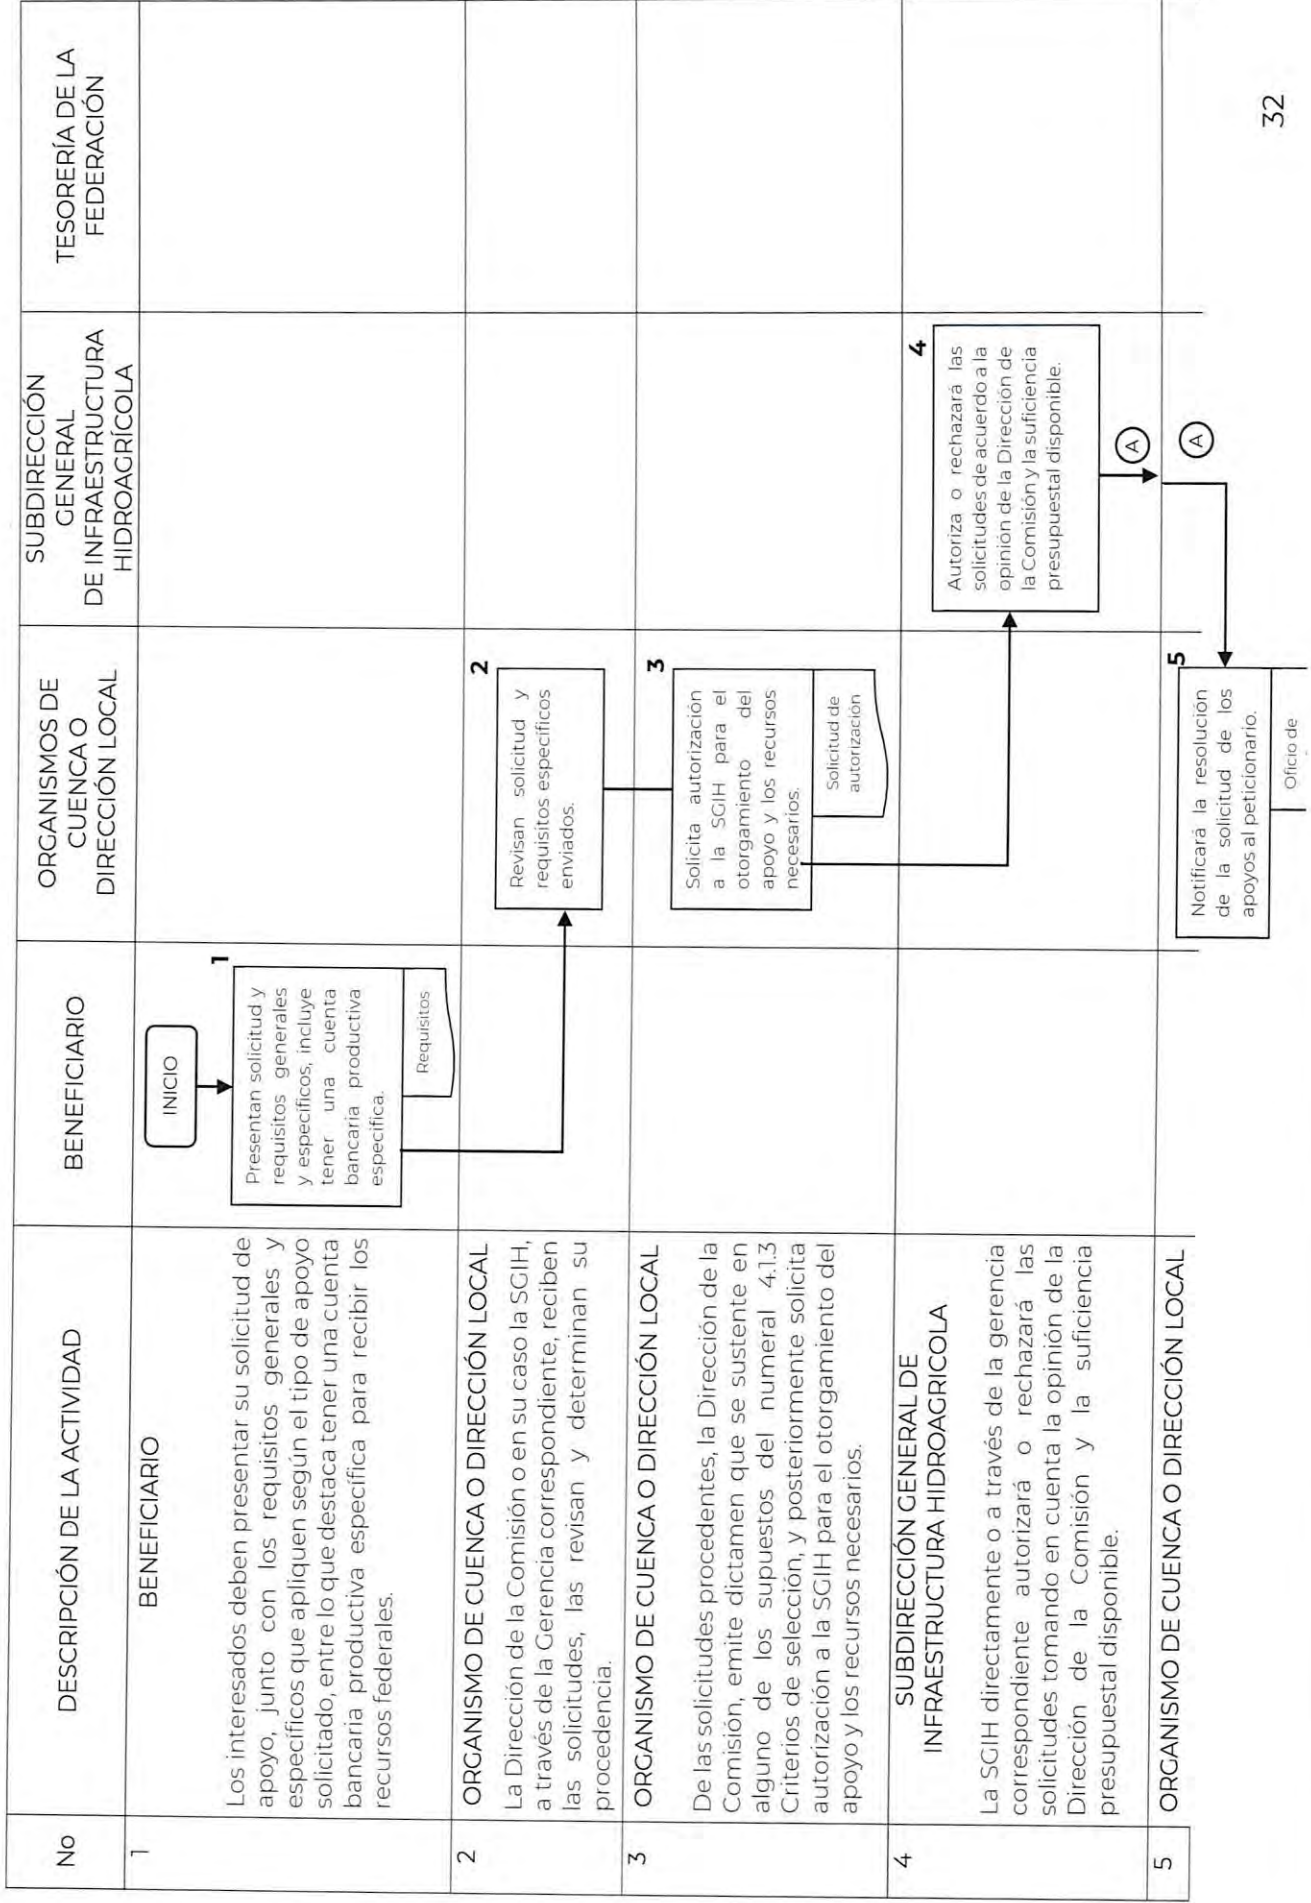 No
DESCRIPCIÓN DE LA ACTIVIDAD
BENEFICIARIO
ORGANISMOS DE
CUENCA O
DIRECCIÓN LOCAL
SUBDIRECCIÓN
GENERAL
DE INFRAESTRUCTURA
HIDROAGRÍCOLA
TESORERÍA DE LA
FEDERACIÓN
1
BENEFICIARIO
Los interesados deben presentar su solicitud de
apoyo, junto con los requisitos generales y
específicos que apliquen según el tipo de apoyo
solicitado, entre lo que destaca tener una cuenta
bancaria productiva específica para recibir los
recursos federales.
INICIO
1
Presentan solicitud y
requisitos generales
y específicos, incluye
tener una cuenta
bancaria productiva
específica.
Requisitos
2
ORGANISMO DE CUENCA O DIRECCIÓN LOCAL
La Dirección de la Comisión o en su caso la SGIH,
a través de la Gerencia correspondiente, reciben
las solicitudes, las revisan y determinan su
procedencia.
2
Revisan solicitud y
requisitos específicos
enviados.
3
ORGANISMO DE CUENCA O DIRECCIÓN LOCAL
De las solicitudes procedentes, la Dirección de la
Comisión, emite dictamen que se sustente en
alguno de los supuestos del numeral 4.1.3
Criterios de selección, y posteriormente solicita
autorización a la SGIH para el otorgamiento del
apoyo y los recursos necesarios.
3
Solicita autorización
a la SGIH para el
otorgamiento del
apoyo y los recursos
necesarios.
Solicitud de
autorización
4
SUBDIRECCIÓN GENERAL DE
INFRAESTRUCTURA HIDROAGRICOLA
La SGIH directamente o a través de la gerencia
correspondiente autorizará o rechazará las
solicitudes tomando en cuenta la opinión de la
Dirección de la Comisión y la suficiencia
presupuestal disponible.
4
Autoriza o rechazará las
solicitudes de acuerdo a la
opinión de la Dirección de
la Comisión y la suficiencia
presupuestal disponible.
A
5
ORGANISMO DE CUENCA O DIRECCIÓN LOCAL
A
5
Notificará la resolución
de la solicitud de los
apoyos al peticionario.
Oficio de
32